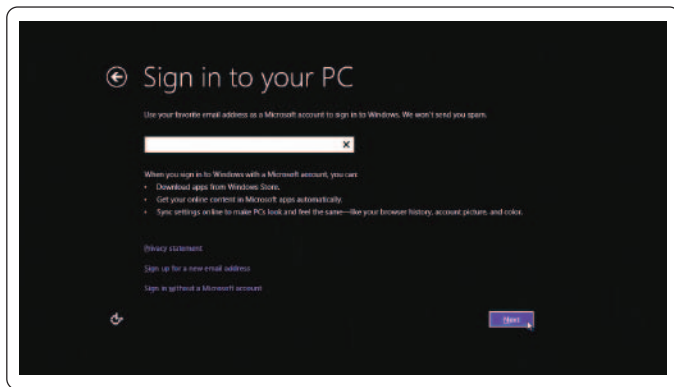 Sign in to your PC
Use your favorite email address as a Microsoft account to sign in to Windows. We won't send you spam.
When you sign in to Windows with a Microsoft account, you can:
• Download apps from Windows Store.
• Get your online content in Microsoft apps automatically.
• Sync settings online to make PCs look and feel the same—like your browser history, account picture, and color.
Privacy statement
Sign up for a new email address
Sign in without a Microsoft account
Next